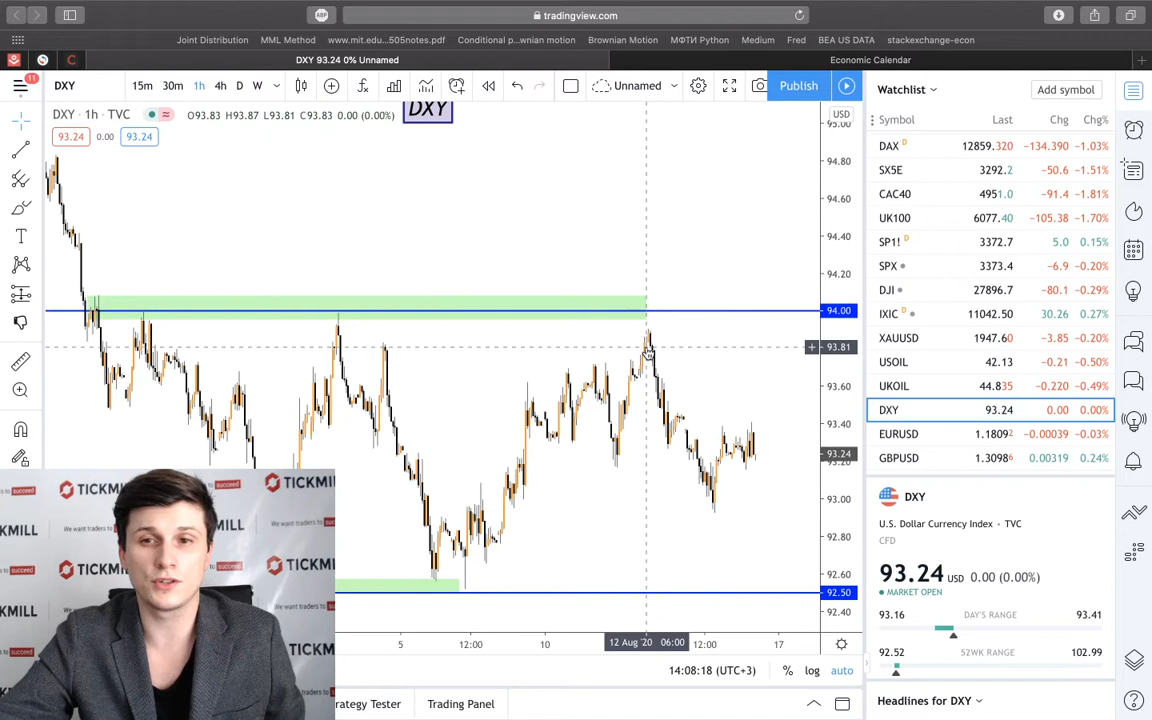 ABP
tradingview.com
Joint Distribution MML Method www.mit.edu...505notes.pdf Conditional p...wnian motion Brownian Motion МФТИ Python Medium Fred BEA US DATA stackexchange-econ
C DXY 93.24 0% Unnamed Economic Calendar
11 DXY 15m 30m 1h 4h D W Unnamed Publish
DXY · 1h · TVC O93.83 H93.87 L93.81 C93.83 0.00 (0.00%)
DXY
93.24 0.00 93.24
USD
95.00
94.80
94.60
94.40
94.20
94.00
93.81
93.60
93.40
93.24
93.20
93.00
92.80
92.60
92.50
92.40
5 12:00 10 12 Aug '20 06:00 12:00 17
14:08:18 (UTC+3) % log auto
rategy Tester Trading Panel
Watchlist Add symbol
Symbol Last Chg Chg%
DAX D 12859.320 −134.390 −1.03%
SX5E 3292.2 −50.6 −1.51%
CAC40 4951.0 −91.4 −1.81%
UK100 6077.40 −105.38 −1.70%
SP1! D 3372.7 5.0 0.15%
SPX 3373.4 −6.9 −0.20%
DJI 27896.7 −80.1 −0.29%
IXIC D 11042.50 30.26 0.27%
XAUUSD 1947.60 −3.85 −0.20%
USOIL 42.13 −0.21 −0.50%
UKOIL 44.835 −0.220 −0.49%
DXY 93.24 0.00 0.00%
EURUSD 1.18092 −0.00039 −0.03%
GBPUSD 1.30986 0.00319 0.24%
DXY
U.S. Dollar Currency Index · TVC
CFD
93.24 USD 0.00 (0.00%)
MARKET OPEN
93.16 DAY'S RANGE 93.41
92.52 52WK RANGE 102.99
Headlines for DXY
TICKMILL
We want traders to succeed
TICKMILL